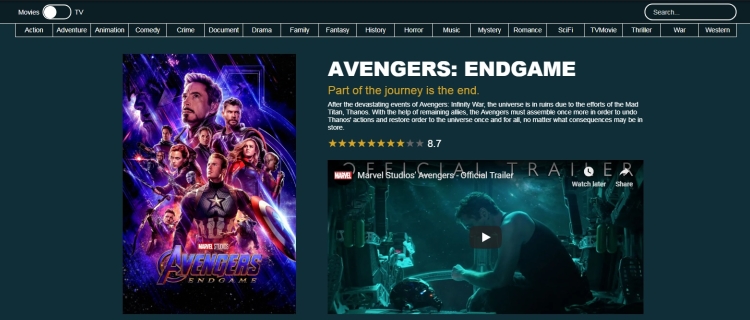 Movies TV Search...
Action Adventure Animation Comedy Crime Document Drama Family Fantasy History Horror Music Mystery Romance SciFi TVMovie Thriller War Western
AVENGERS: ENDGAME
Part of the journey is the end.
After the devastating events of Avengers: Infinity War, the universe is in ruins due to the efforts of the Mad
Titan, Thanos. With the help of remaining allies, the Avengers must assemble once more in order to undo
Thanos' actions and restore order to the universe once and for all, no matter what consequences may be in
store.
8.7
OFFICIAL TRAILER
MARVEL Marvel Studios' Avengers - Official Trailer
Watch later Share
MARVEL STUDIOS
AVENGERS
ENDGAME